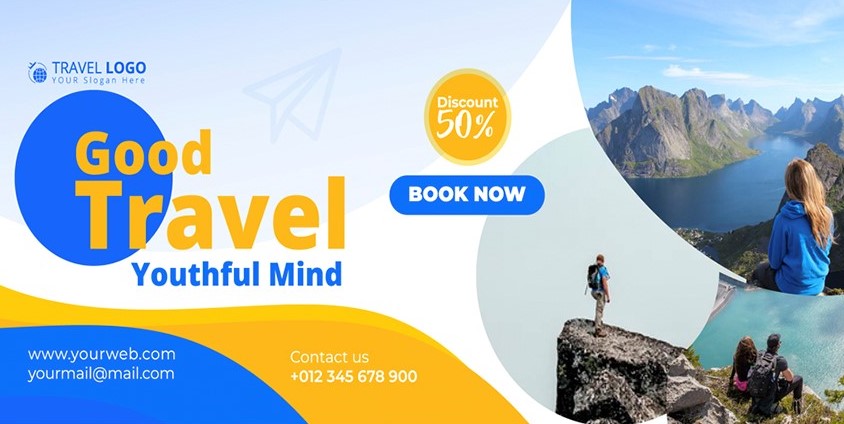 TRAVEL LOGO
YOUR Slogan Here
Good
Travel
Youthful Mind
Discount
50%
BOOK NOW
www.yourweb.com
yourmail@mail.com
Contact us
+012 345 678 900